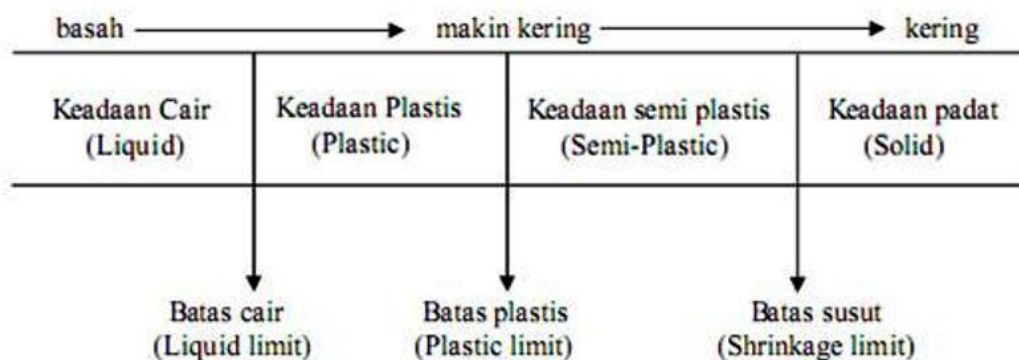 basah makin kering kering
Keadaan Cair
(Liquid)
Keadaan Plastis
(Plastic)
Keadaan semi plastis
(Semi-Plastic)
Keadaan padat
(Solid)
Batas cair
(Liquid limit)
Batas plastis
(Plastic limit)
Batas susut
(Shrinkage limit)